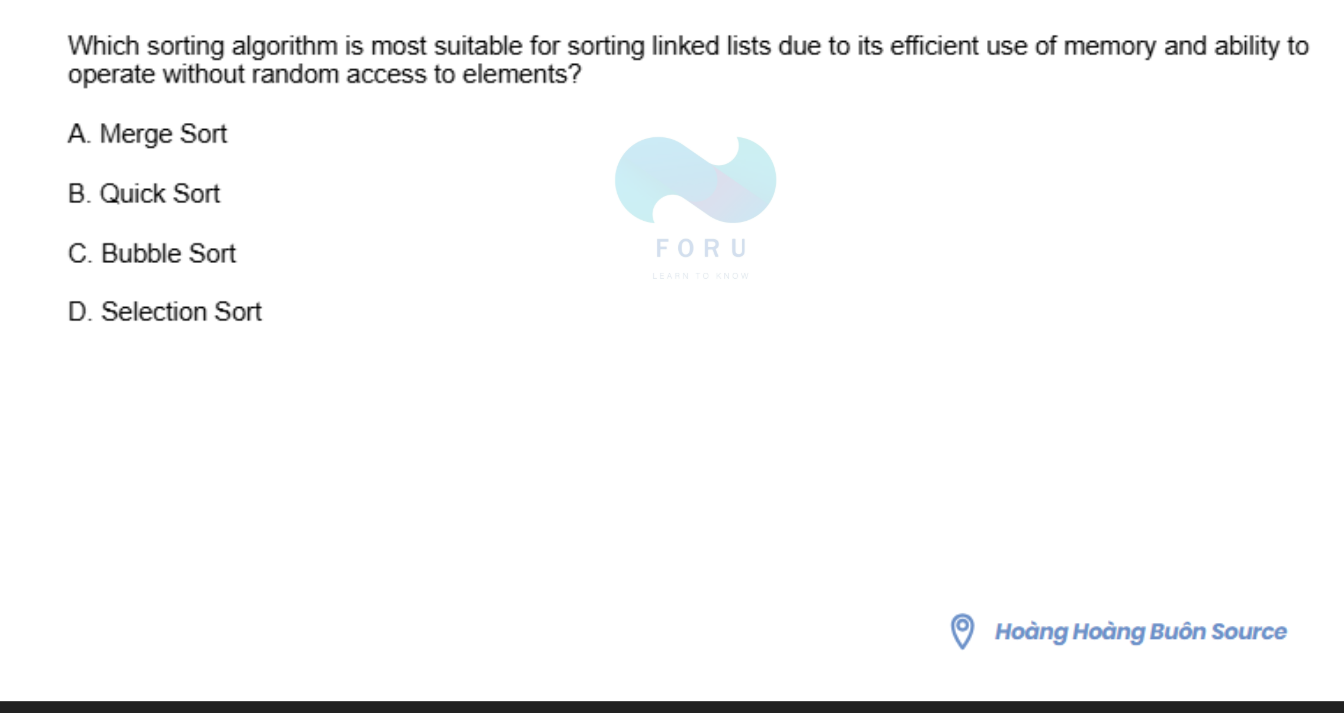 Which sorting algorithm is most suitable for sorting linked lists due to its efficient use of memory and ability to
operate without random access to elements?
A. Merge Sort
B. Quick Sort
C. Bubble Sort
D. Selection Sort
FORU
LEARN TO KNOW
Hoàng Hoàng Buôn Source